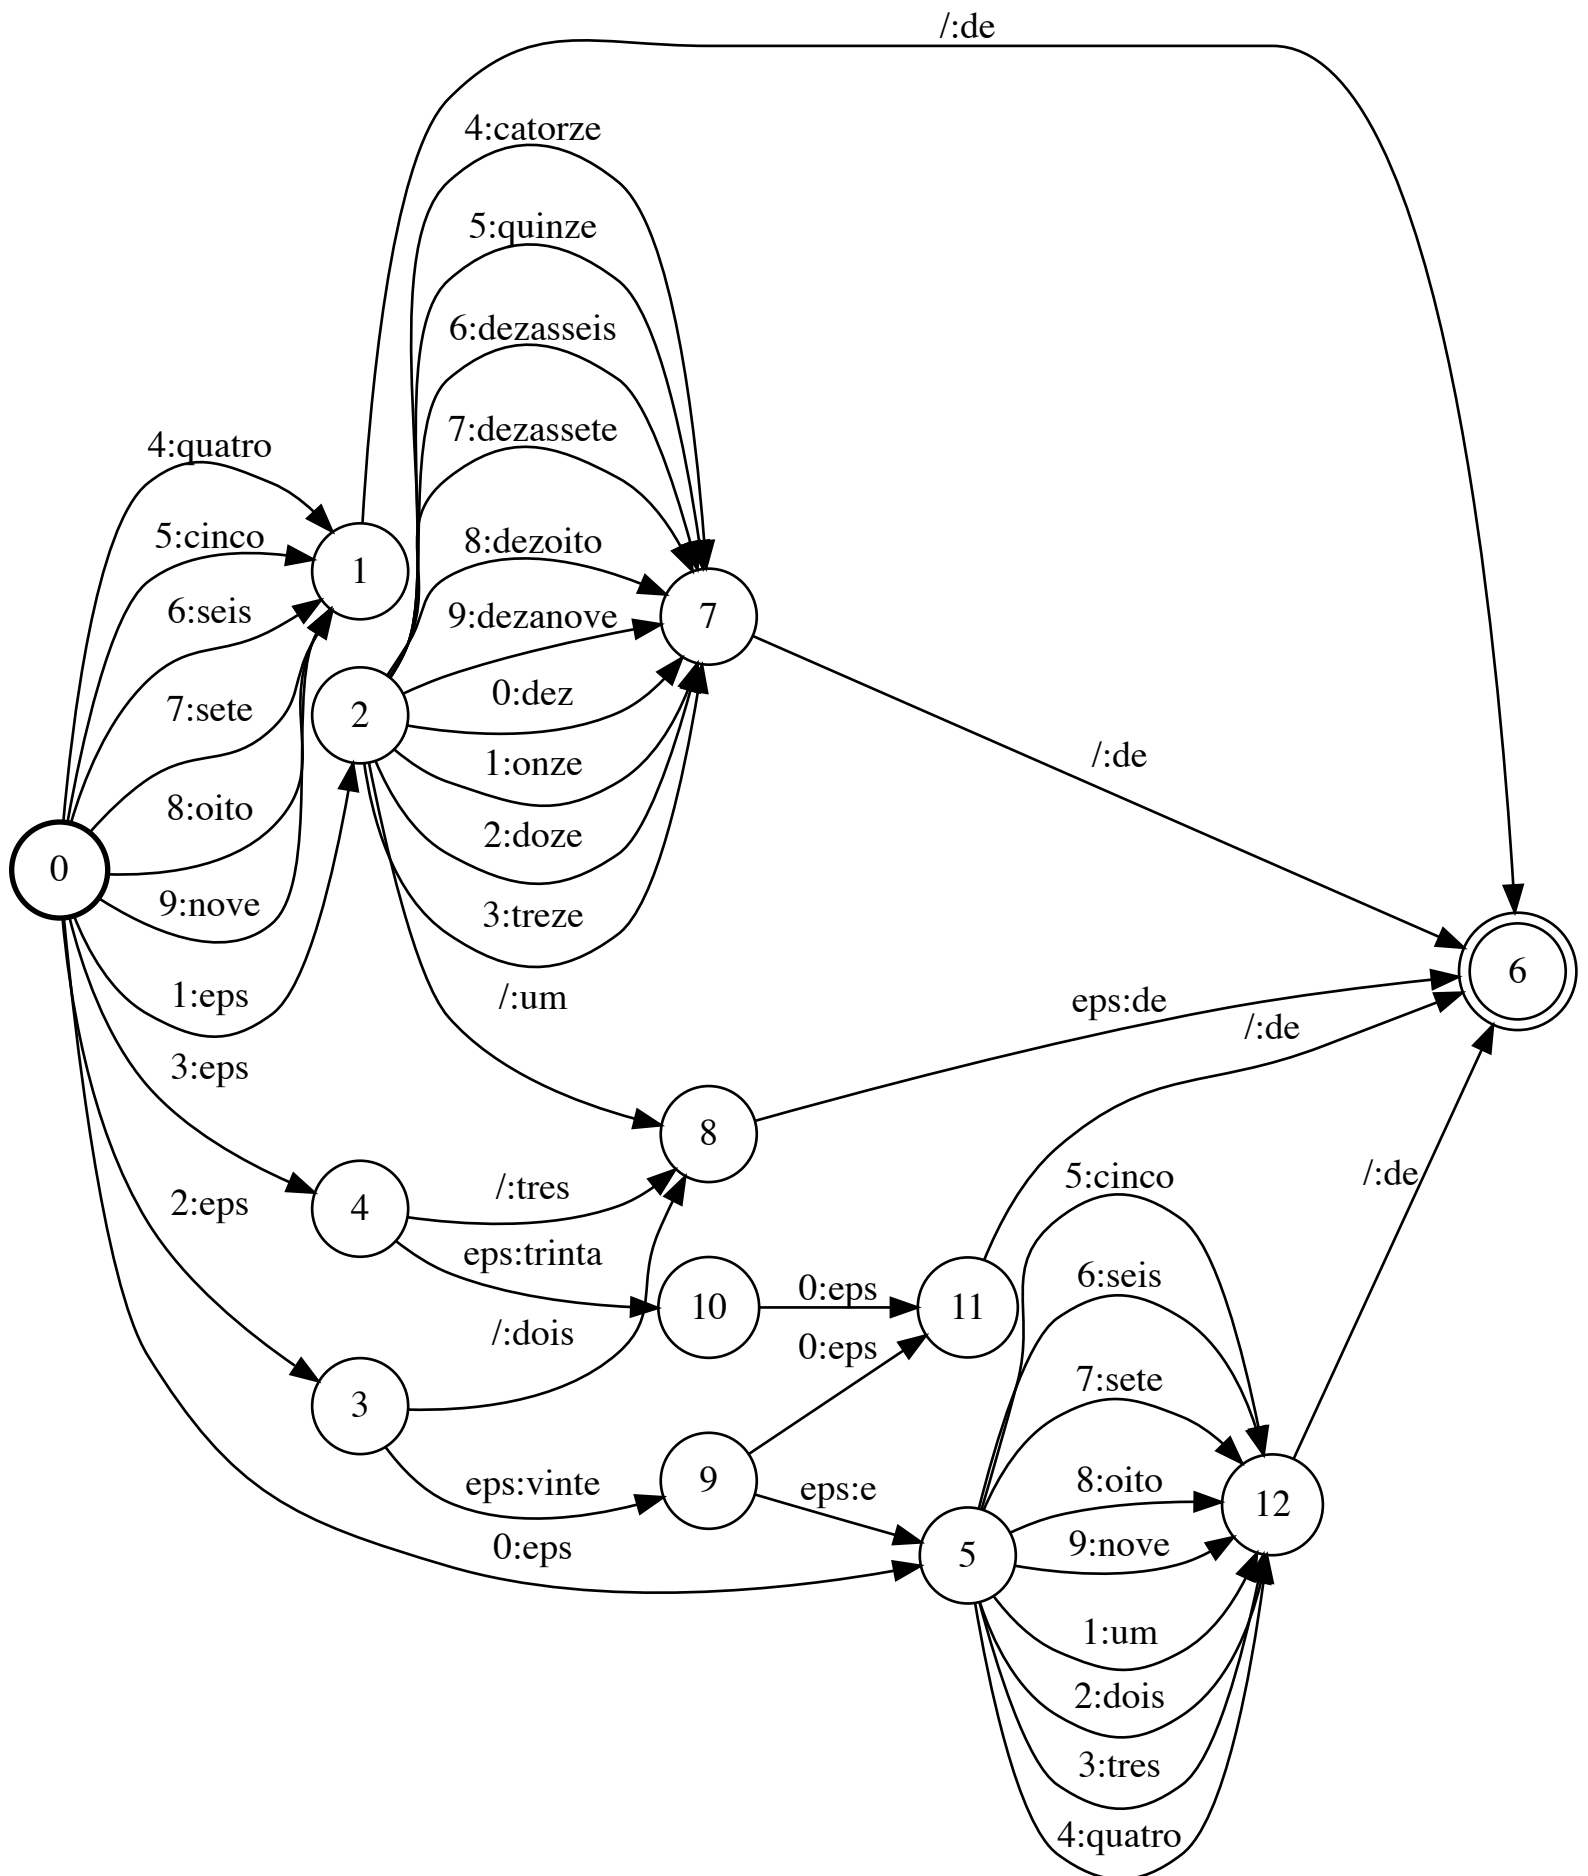 /:de
4:catorze
5:quinze
6:dezasseis
7:dezassete
4:quatro
5:cinco
8:dezoito
1
6:seis
9:dezanove
7
0:dez
7:sete
2
1:onze
/:de
8:oito
2:doze
0
9:nove
3:treze
6
1:eps
/:um
eps:de
/:de
3:eps
8
5:cinco
/:de
/:tres
2:eps
4
eps:trinta
6:seis
0:eps
10
11
/:dois
0:eps
7:sete
3
eps:vinte
9
eps:e
8:oito
12
0:eps
9:nove
5
1:um
2:dois
3:tres
4:quatro